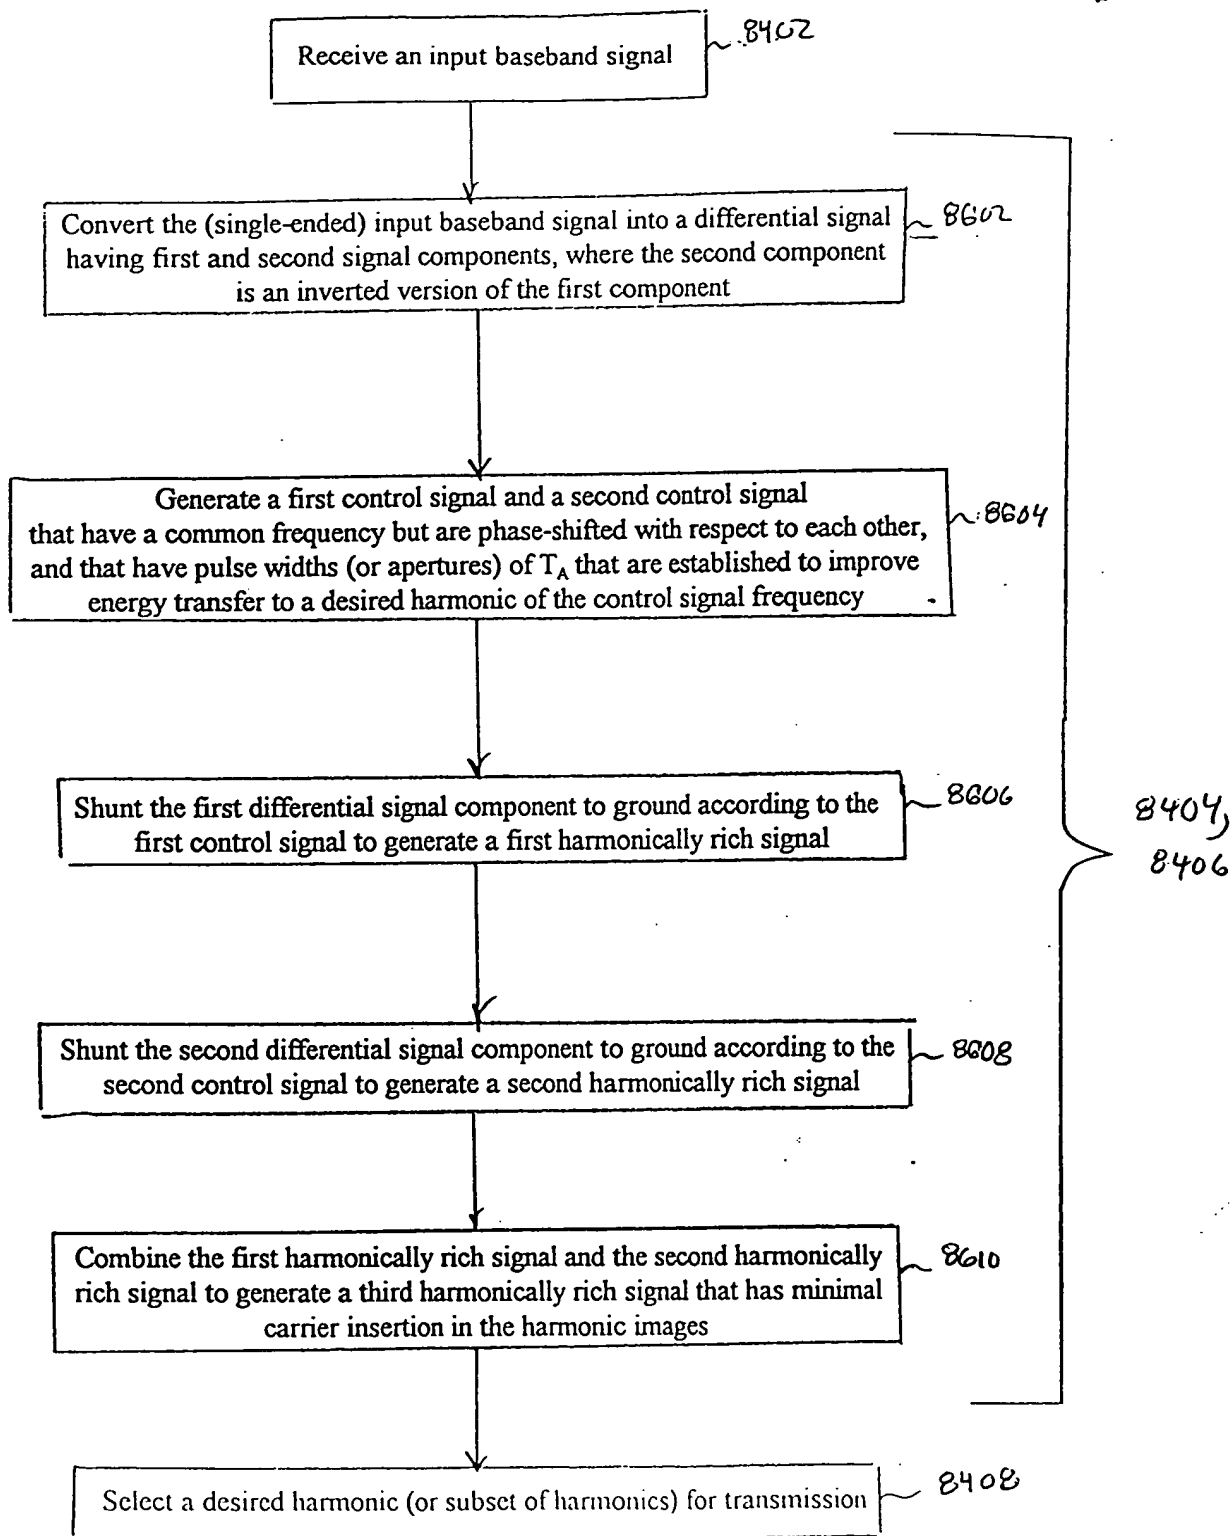 Receive an input baseband signal
8402
Convert the (single-ended) input baseband signal into a differential signal
having first and second signal components, where the second component
is an inverted version of the first component
8602
Generate a first control signal and a second control signal
that have a common frequency but are phase-shifted with respect to each other,
and that have pulse widths (or apertures) of T_A that are established to improve
energy transfer to a desired harmonic of the control signal frequency
8604
Shunt the first differential signal component to ground according to the
first control signal to generate a first harmonically rich signal
8606
8404,
8406
Shunt the second differential signal component to ground according to the
second control signal to generate a second harmonically rich signal
8608
Combine the first harmonically rich signal and the second harmonically
rich signal to generate a third harmonically rich signal that has minimal
carrier insertion in the harmonic images
8610
Select a desired harmonic (or subset of harmonics) for transmission
8408